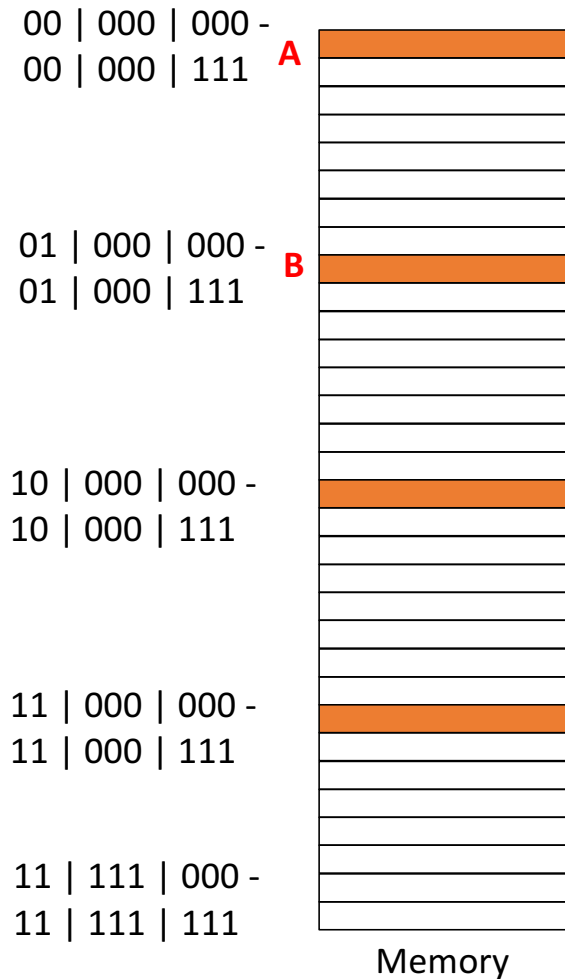 00 | 000 | 000 -
00 | 000 | 111
A
01 | 000 | 000 -
01 | 000 | 111
B
10 | 000 | 000 -
10 | 000 | 111
11 | 000 | 000 -
11 | 000 | 111
11 | 111 | 000 -
11 | 111 | 111
Memory